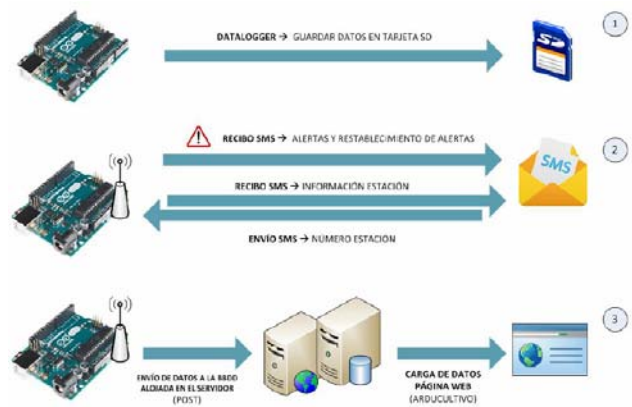 DATALOGGER → GUARDAR DATOS EN TARJETA SD
1
SD
RECIBO SMS → ALERTAS Y RESTABLECIMIENTO DE ALERTAS
2
SMS
RECIBO SMS → INFORMACIÓN ESTACIÓN
ENVÍO SMS → NÚMERO ESTACIÓN
3
ENVÍO DE DATOS A LA BBDD
ALOJADA EN EL SERVIDOR
(POST)
CARGA DE DATOS
PÁGINA WEB
(ARDUCULTIVO)